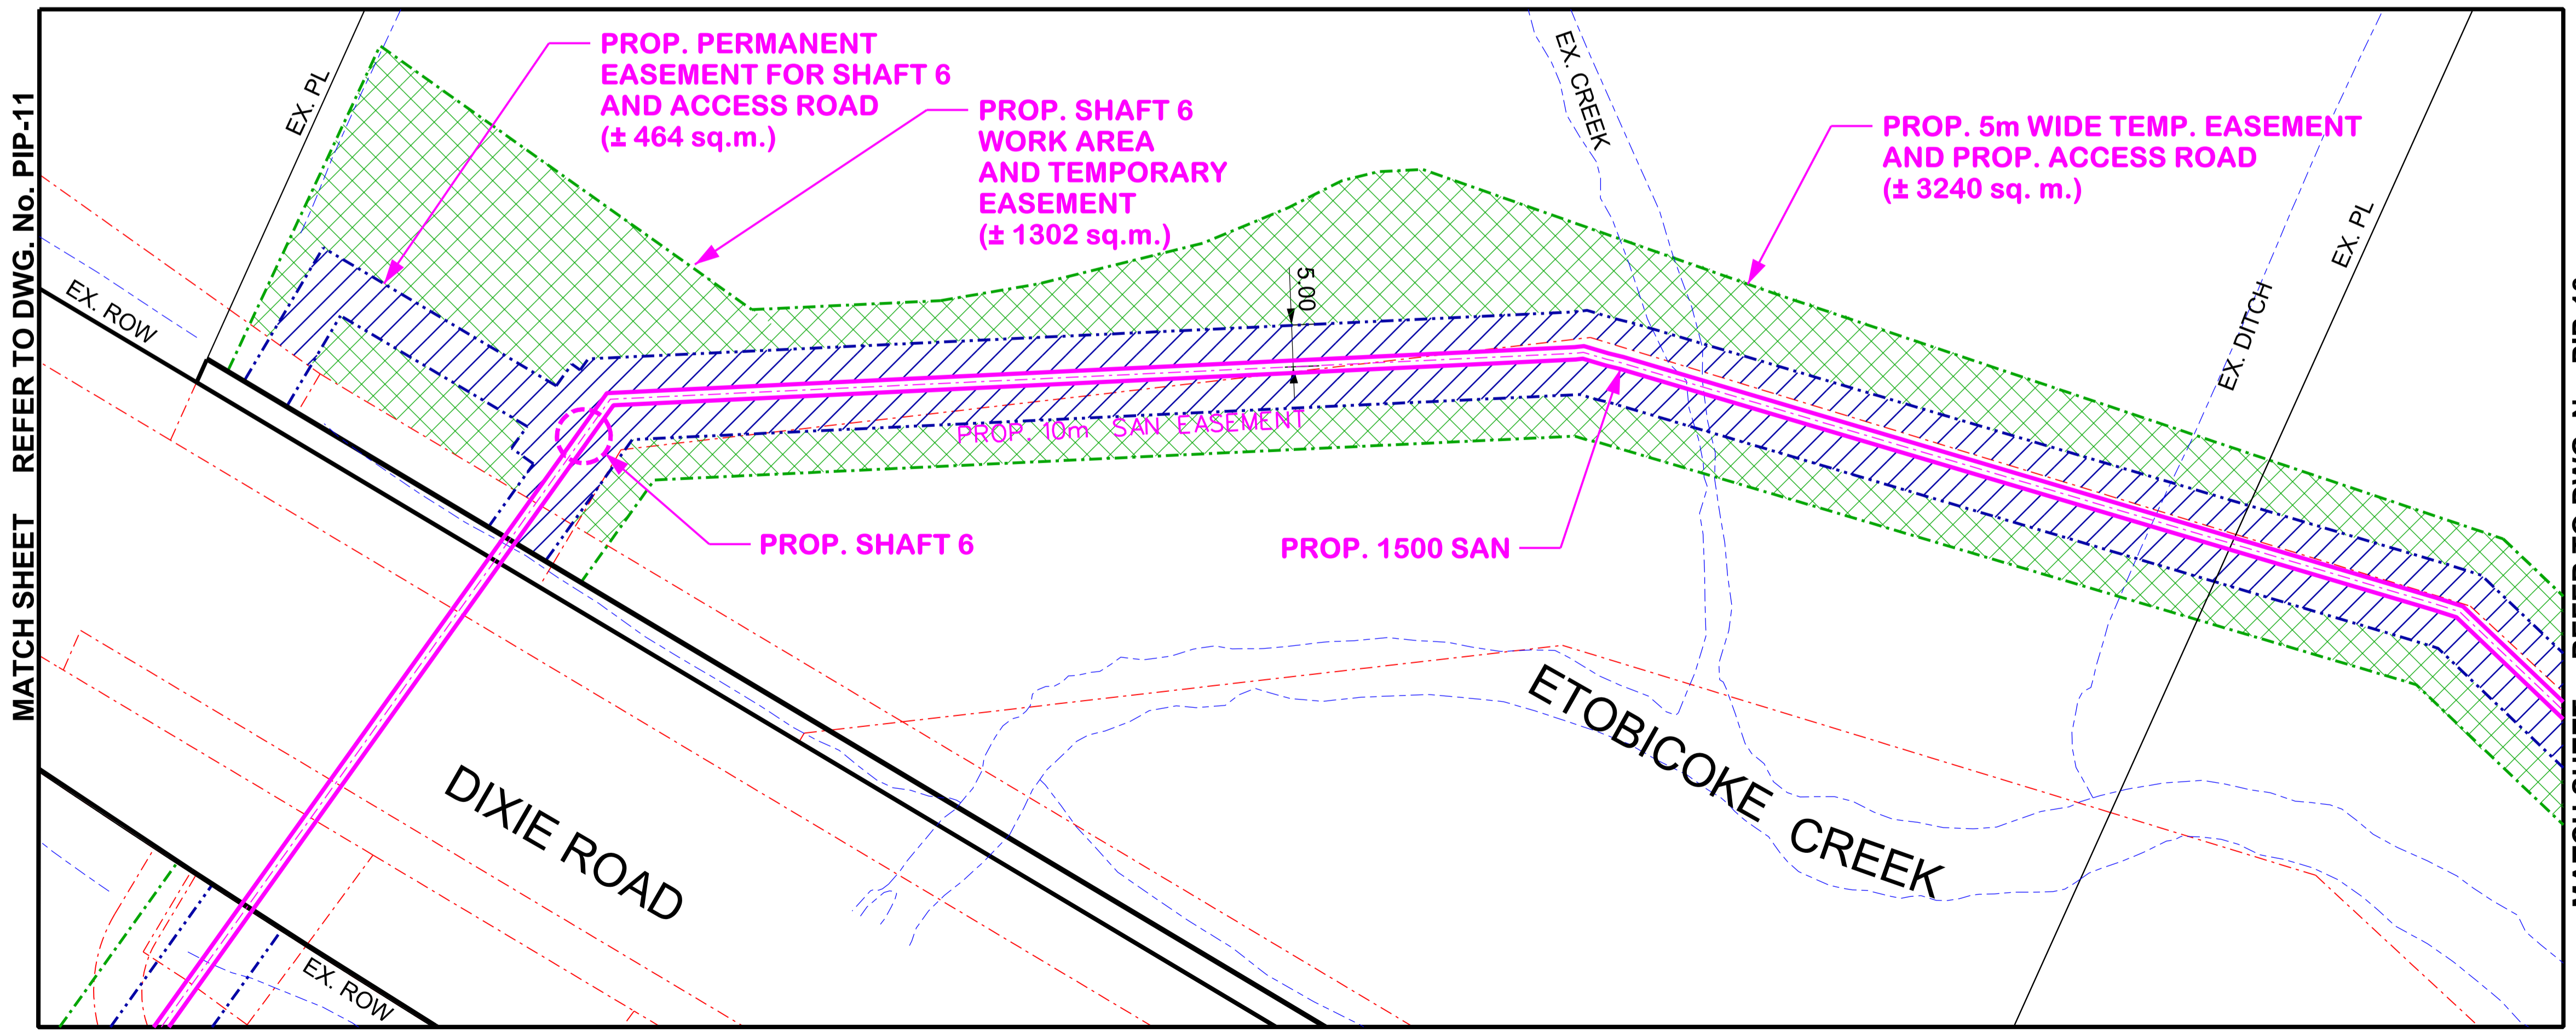 MATCH SHEET REFER TO DWG. No. PIP-11
EX. PL
PROP. PERMANENT
EASEMENT FOR SHAFT 6
AND ACCESS ROAD
(± 464 sq.m.)
PROP. SHAFT 6
WORK AREA
AND TEMPORARY
EASEMENT
(± 1302 sq.m.)
EX. CREEK
PROP. 5m WIDE TEMP. EASEMENT
AND PROP. ACCESS ROAD
(± 3240 sq. m.)
EX. PL
EX. DITCH
EX. ROW
5.00
PROP. 10m SAN EASEMENT
PROP. SHAFT 6
PROP. 1500 SAN
ETOBICOKE CREEK
DIXIE ROAD
EX. ROW